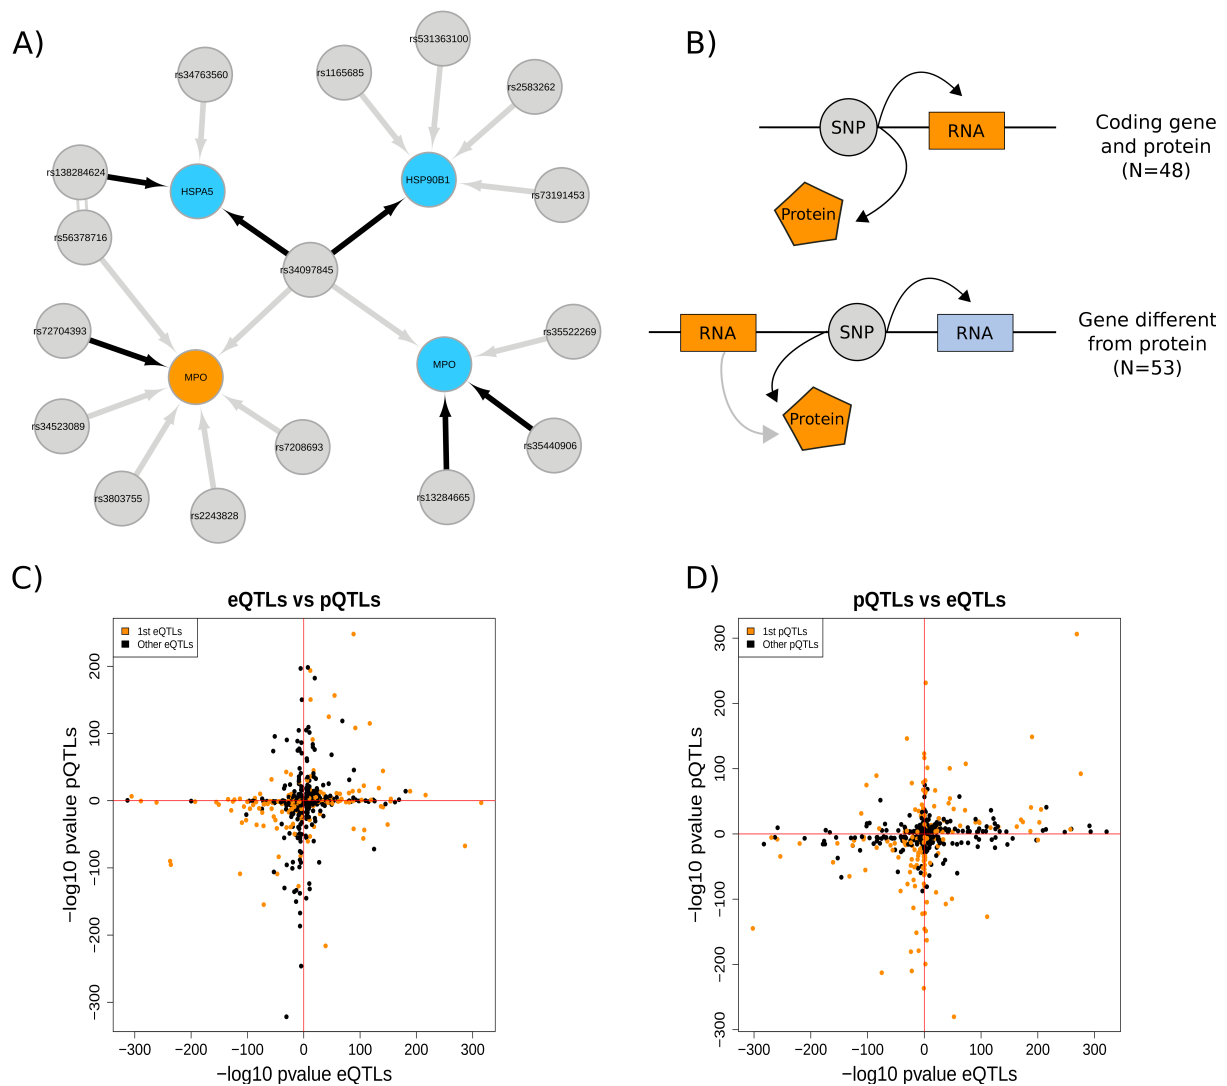 A)
rs34763560
rs1165685
rs531363100
rs2583262
rs138284624
HSPA5
HSP90B1
rs73191453
rs56378716
rs34097845
rs72704393
MPO
MPO
rs35522269
rs34523089
rs7208693
rs35440906
rs3803755
rs2243828
rs13284665
B)
SNP
RNA
Protein
Coding gene
and protein
(N=48)
RNA
SNP
RNA
Protein
Gene different
from protein
(N=53)
C)
eQTLs vs pQTLs
1st eQTLs
Other eQTLs
−log10 pvalue pQTLs
200
100
0
−100
−200
−300
−300
−200
−100
0
100
200
300
−log10 pvalue eQTLs
D)
pQTLs vs eQTLs
1st pQTLs
Other pQTLs
−log10 pvalue pQTLs
300
200
100
0
−100
−200
−300
−300
−200
−100
0
100
200
300
−log10 pvalue eQTLs